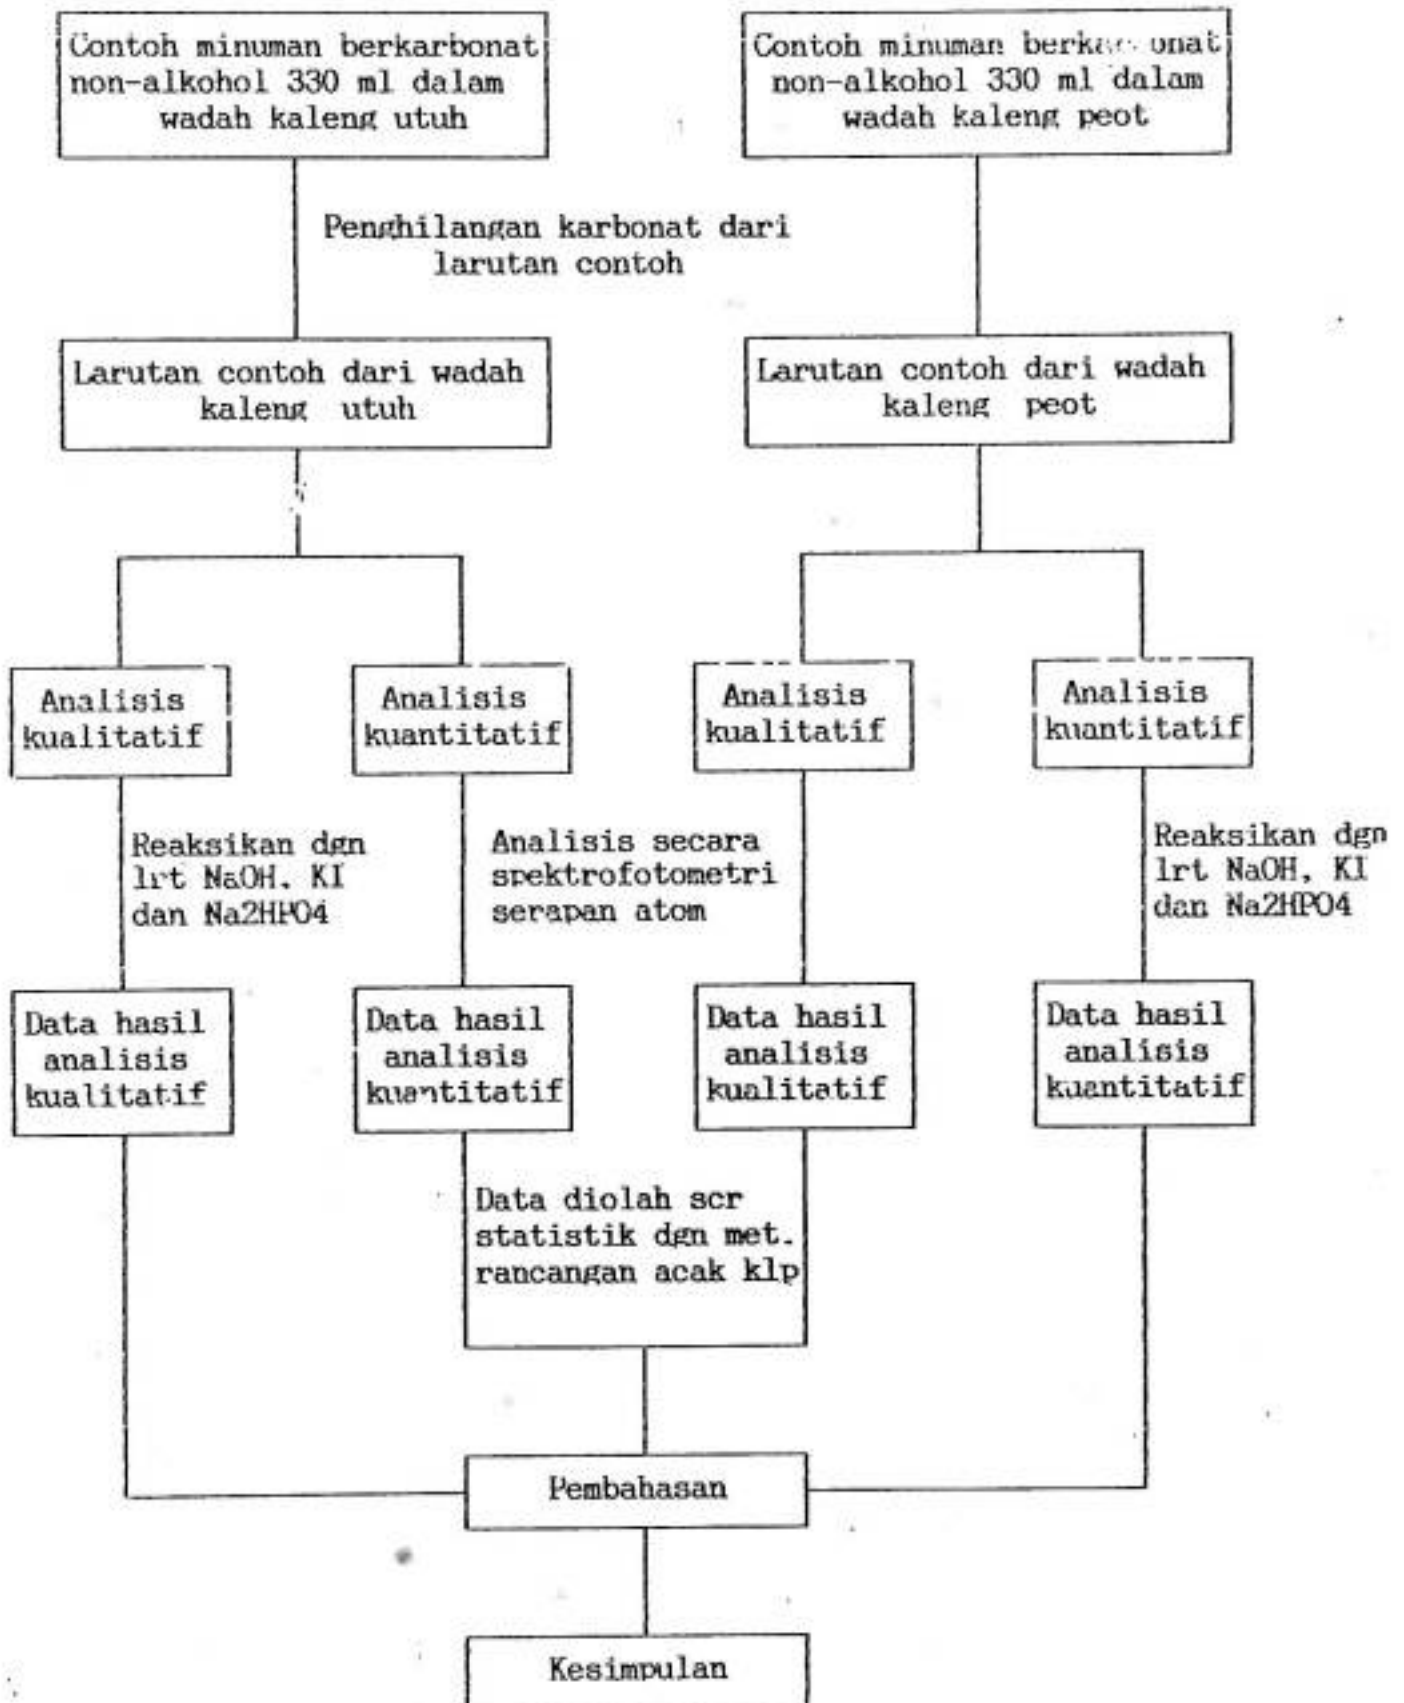 Contoh minuman berkarbonat
non-alkohol 330 ml dalam
wadah kaleng utuh
Contoh minuman
non-alkohol 330 ml dalam
wadah kaleng peot
Penghilangan karbonat dari
larutan contoh
Larutan contoh dari wadah
kaleng utuh
Larutan contoh dari wadah
kaleng peot
Analisis
kualitatif
Analisis
kuantitatif
Analisis
kualitatif
Analisis
kuantitatif
Reaksikan dgn
lrt NaOH, KI
dan Na2HPO4
Analisis secara
spektrofotometri
serapan atom
Reaksikan dgn
lrt NaOH, KI
dan Na2HPO4
Data hasil
analisis
kualitatif
Data hasil
analisis
kuantitatif
Data hasil
analisis
kualitatif
Data hasil
analisis
kuantitatif
Data diolah scr
statistik dgn met.
rancangan acak klp
Pembahasan
Kesimpulan